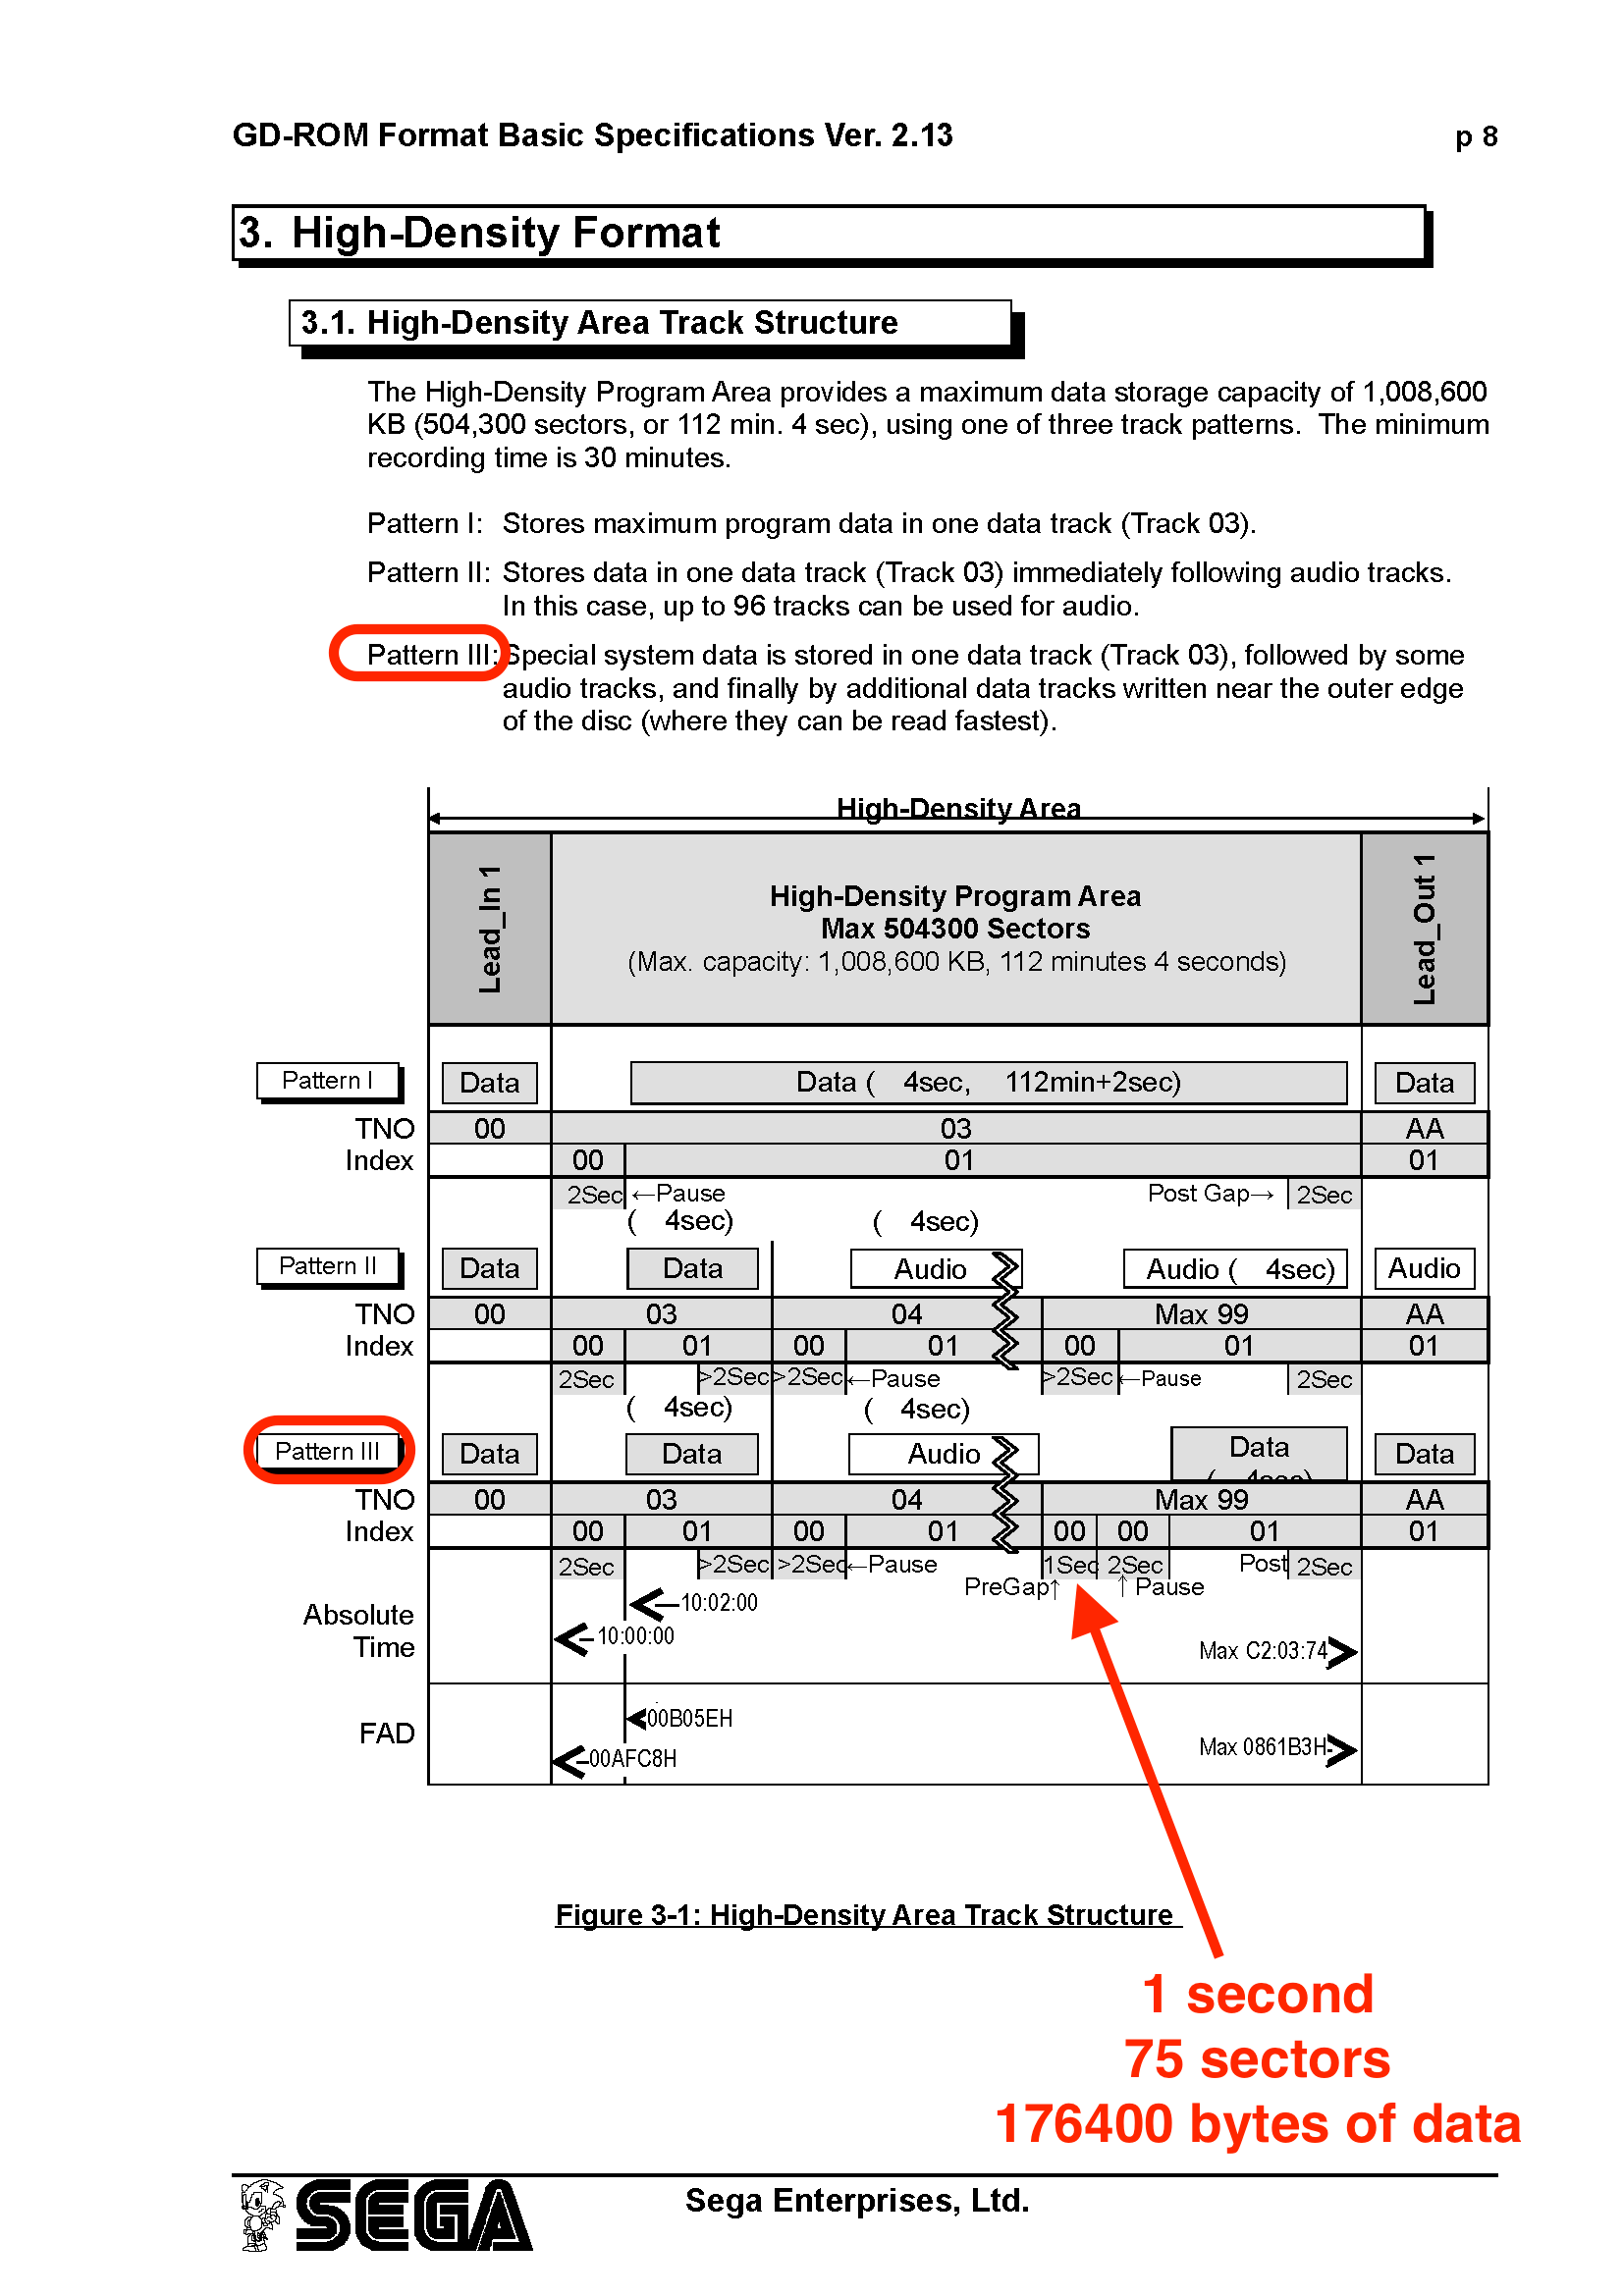 GD-ROM Format Basic Specifications Ver. 2.13 p 8
3. High-Density Format
3.1. High-Density Area Track Structure
The High-Density Program Area provides a maximum data storage capacity of 1,008,600
KB (504,300 sectors, or 112 min. 4 sec), using one of three track patterns. The minimum
recording time is 30 minutes.
Pattern I: Stores maximum program data in one data track (Track 03).
Pattern II: Stores data in one data track (Track 03) immediately following audio tracks.
In this case, up to 96 tracks can be used for audio.
Pattern III: Special system data is stored in one data track (Track 03), followed by some
audio tracks, and finally by additional data tracks written near the outer edge
of the disc (where they can be read fastest).
High-Density Area
Lead_In 1
High-Density Program Area
Max 504300 Sectors
(Max. capacity: 1,008,600 KB, 112 minutes 4 seconds)
Lead_Out 1
Pattern I Data Data ( 4sec, 112min+2sec) Data
TNO 00 03 AA
Index 00 01 01
2Sec ←Pause Post Gap→ 2Sec
( 4sec) ( 4sec)
Pattern II Data Data Audio Audio ( 4sec) Audio
TNO 00 03 04 Max 99 AA
Index 00 01 00 01 00 01 01
2Sec >2Sec >2Sec ←Pause >2Sec ←Pause 2Sec
( 4sec) ( 4sec)
Pattern III Data Data Audio Data Data
( 4sec)
TNO 00 03 04 Max 99 AA
Index 00 01 00 01 00 00 01 01
2Sec >2Sec >2Sec ←Pause 1Sec 2Sec Post 2Sec
PreGap↑ ↑ Pause
Absolute
Time
10:02:00
10:00:00
Max C2:03:74
FAD
00B05EH
00AFC8H
Max 0861B3H
Figure 3-1: High-Density Area Track Structure
1 second
75 sectors
176400 bytes of data
SEGA Sega Enterprises, Ltd.